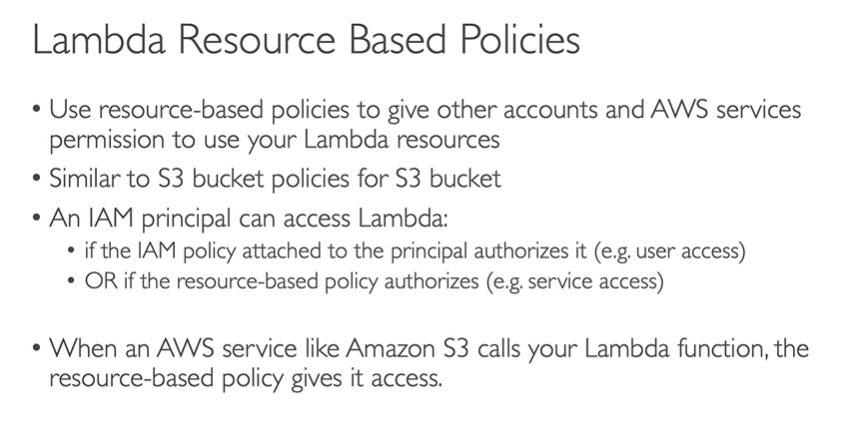 Lambda Resource Based Policies
• Use resource-based policies to give other accounts and AWS services
permission to use your Lambda resources
• Similar to S3 bucket policies for S3 bucket
• An IAM principal can access Lambda:
• if the IAM policy attached to the principal authorizes it (e.g. user access)
• OR if the resource-based policy authorizes (e.g. service access)
• When an AWS service like Amazon S3 calls your Lambda function, the
resource-based policy gives it access.